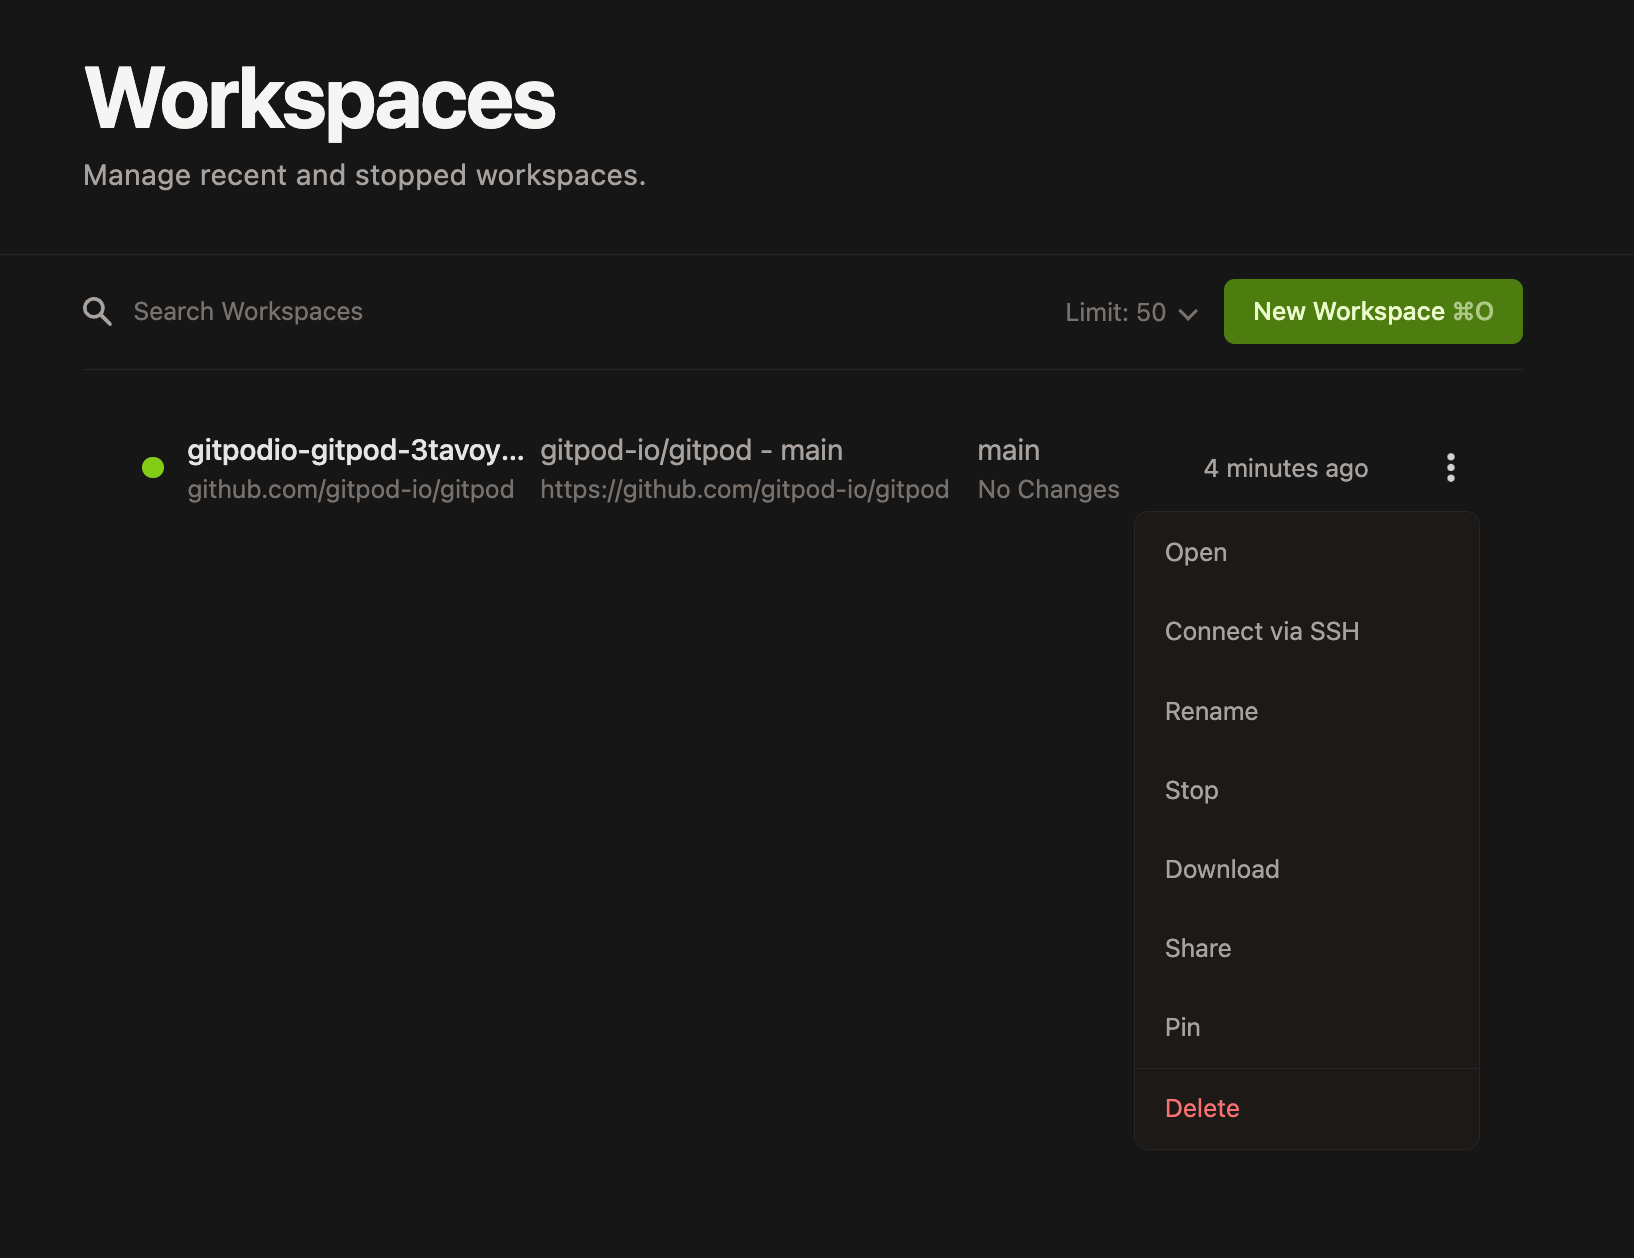 Workspaces
Manage recent and stopped workspaces.
Search Workspaces
Limit: 50
New Workspace ⌘O
gitpodio-gitpod-3tavoy...
github.com/gitpod-io/gitpod
gitpod-io/gitpod - main
https://github.com/gitpod-io/gitpod
main
No Changes
4 minutes ago
Open
Connect via SSH
Rename
Stop
Download
Share
Pin
Delete